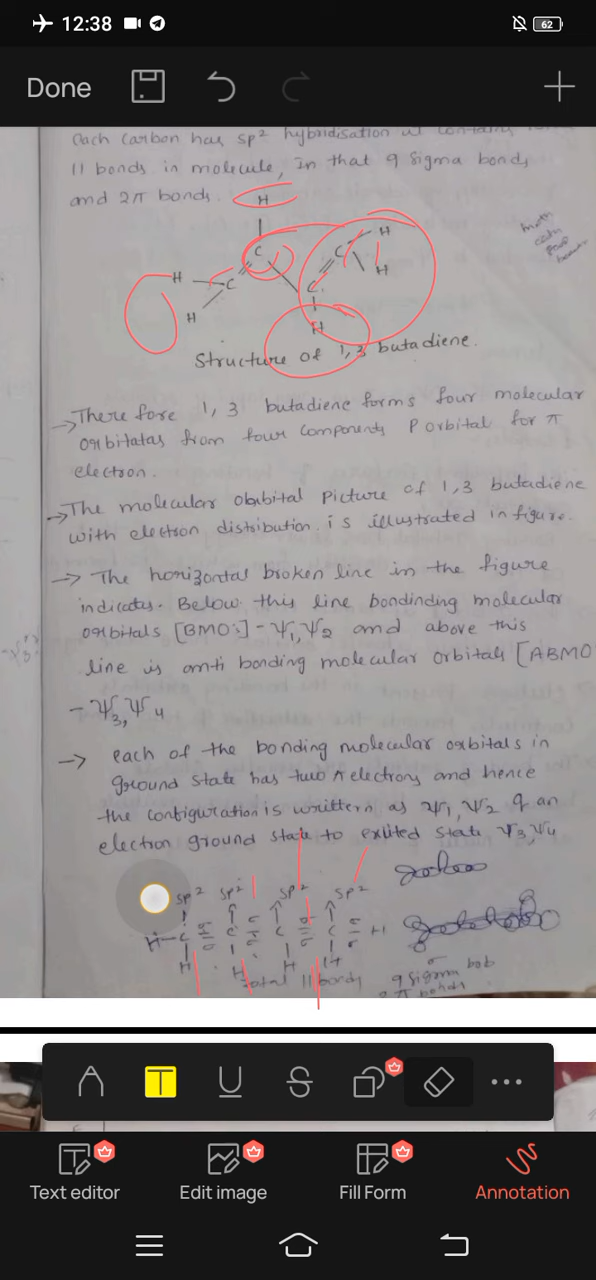 12:38
62
Done
Each carbon has sp² hybridisation
11 bonds in molecule, In that 9 sigma bonds
and 2π bonds.
H
C
C
H
H
C
H
H
C
H
Structure of 1,3 butadiene.
→There fore 1,3 butadiene forms four molecular
orbitatas from four components P orbital for π
electron.
→The molecular obibital picture of 1,3 butadiene
with electron distribution. is illustrated in figure.
→ The horizontal broken line in the figure
indicates. Below this line bondinding molecular
orbitals [BMO's] - Ψ1, Ψ2 and above this
line is anti bonding molecular orbitals [ABMO
- Ψ3, Ψ4
→ each of the bonding molecular orbitals in
ground state has two π electrons and hence
the configuration is writtern as Ψ1, Ψ2 of an
election ground state to exited state Ψ3, Ψ4
sp² sp² sp² sp²
H-C σ C σ C σ C σ H
H H H H
Total 11 bonds
9 sigma bob
2 π bonds
T
U
S
Text editor
Edit image
Fill Form
Annotation